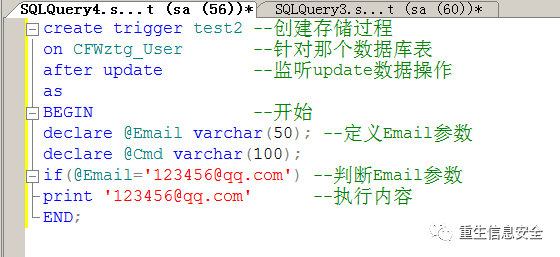 SQLQuery4.s...t (sa (56))* SQLQuery3.s...t (sa (60))*
create trigger test2 --创建存储过程
on CFWztg_User --针对那个数据库表
after update --监听update数据操作
as
BEGIN --开始
declare @Email varchar(50); --定义Email参数
declare @Cmd varchar(100);
if(@Email='123456@qq.com') --判断Email参数
print '123456@qq.com' --执行内容
END;
重生信息安全